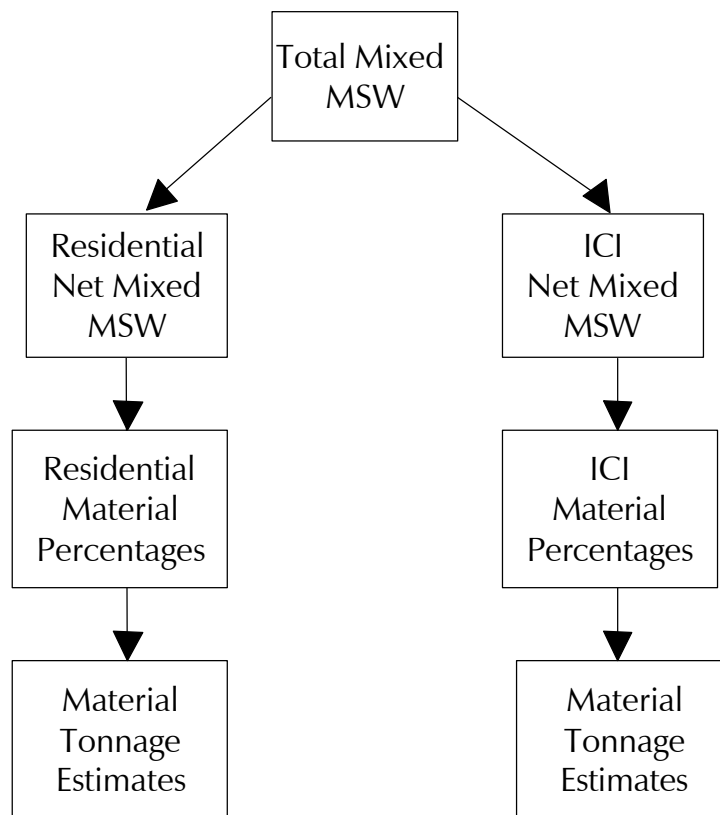 Total Mixed
MSW
Residential
Net Mixed
MSW
ICI
Net Mixed
MSW
Residential
Material
Percentages
ICI
Material
Percentages
Material
Tonnage
Estimates
Material
Tonnage
Estimates